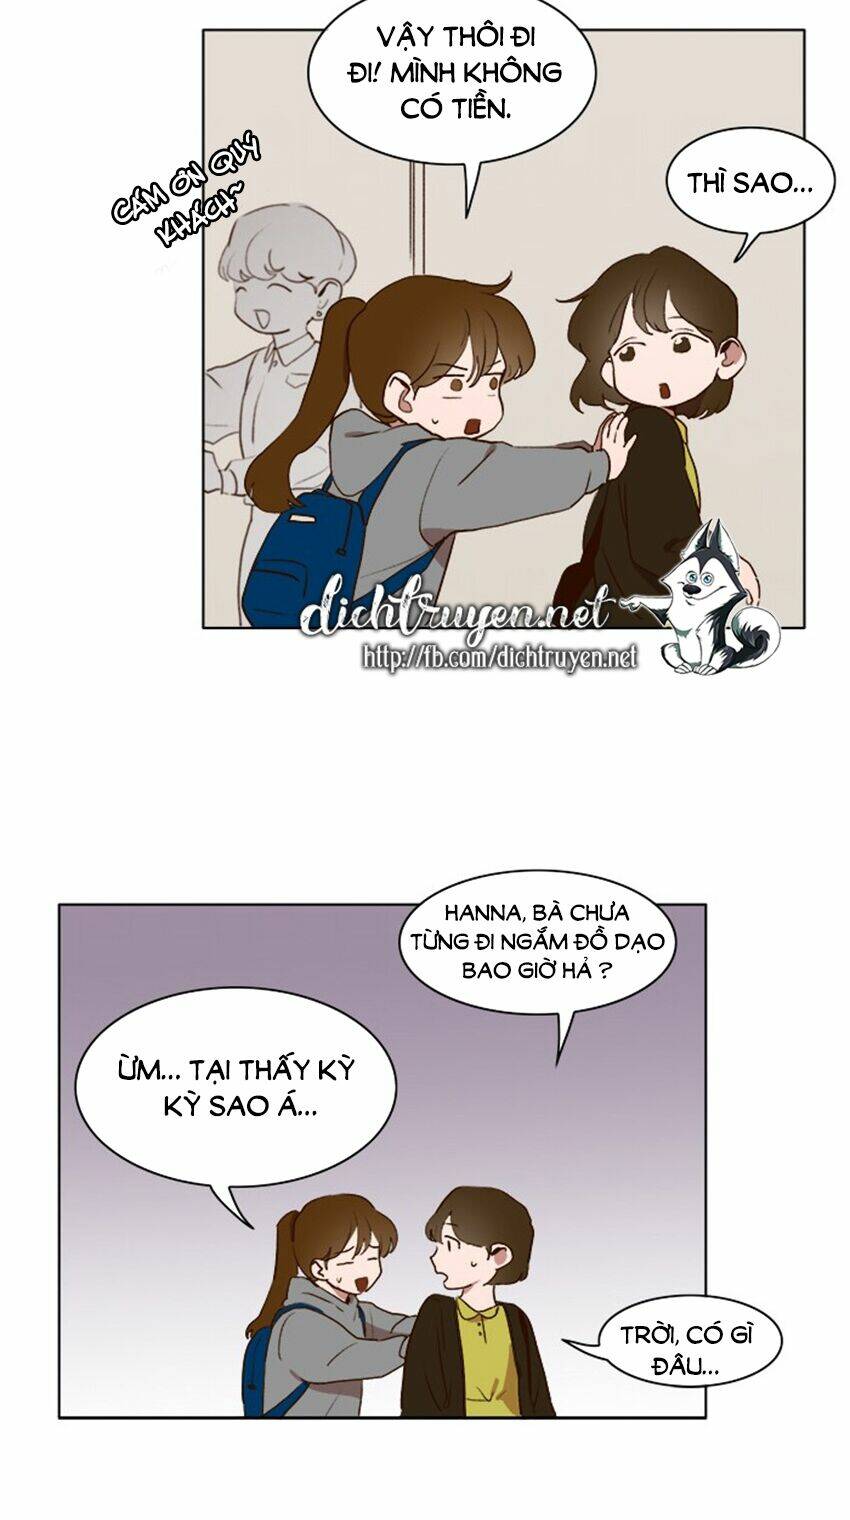 VẬY THÔI ĐI
ĐI! MÌNH KHÔNG
CÓ TIỀN.
THÌ SAO...
CẢM ƠN QUÝ
KHÁCH~
dichtruyen.net
http://fb.com/dichtruyen.net
HANNA, BÀ CHƯA
TỪNG ĐI NGẮM ĐỒ DẠO
BAO GIỜ HẢ ?
ỪM... TẠI THẤY KỲ
KỲ SAO Á...
TRỜI, CÓ GÌ
ĐÂU...